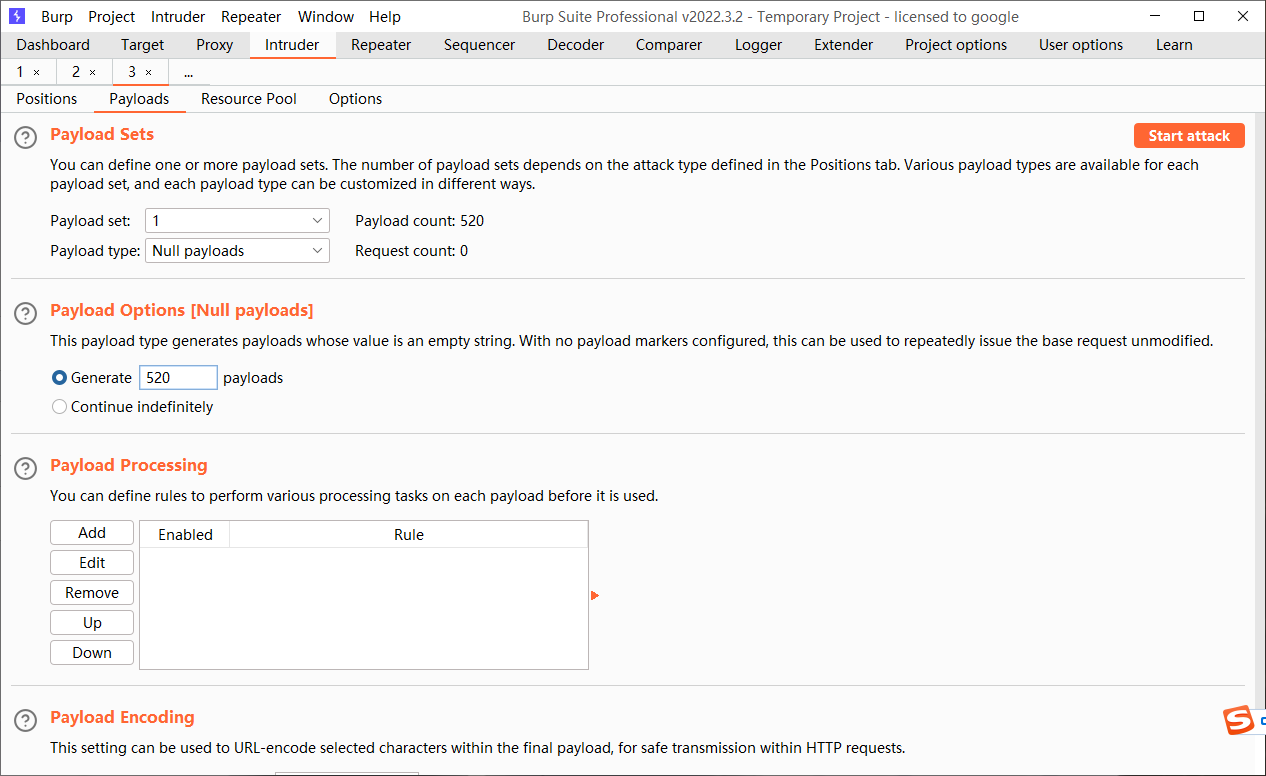 Burp Project Intruder Repeater Window Help Burp Suite Professional v2022.3.2 - Temporary Project - licensed to google
Dashboard Target Proxy Intruder Repeater Sequencer Decoder Comparer Logger Extender Project options User options Learn
1 × 2 × 3 × ...
Positions Payloads Resource Pool Options
? Payload Sets Start attack
You can define one or more payload sets. The number of payload sets depends on the attack type defined in the Positions tab. Various payload types are available for each
payload set, and each payload type can be customized in different ways.
Payload set: 1 Payload count: 520
Payload type: Null payloads Request count: 0
? Payload Options [Null payloads]
This payload type generates payloads whose value is an empty string. With no payload markers configured, this can be used to repeatedly issue the base request unmodified.
Generate 520 payloads
Continue indefinitely
? Payload Processing
You can define rules to perform various processing tasks on each payload before it is used.
Add Enabled Rule
Edit
Remove
Up
Down
? Payload Encoding
S
This setting can be used to URL-encode selected characters within the final payload, for safe transmission within HTTP requests.